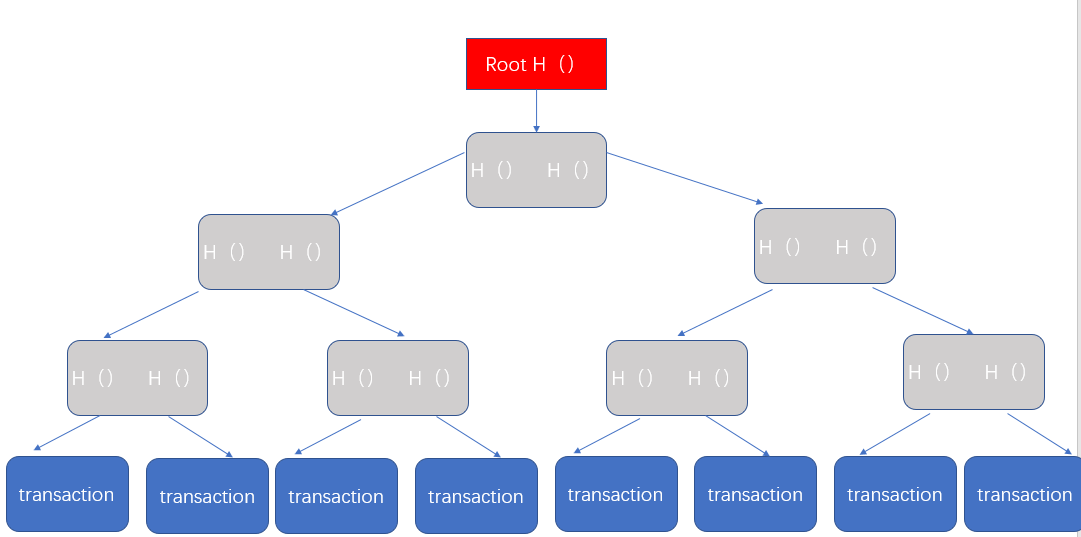 Root H（）
H（） H（）
H（） H（）
H（） H（）
H（） H（）
H（） H（）
H（） H（）
H（） H（）
transaction
transaction
transaction
transaction
transaction
transaction
transaction
transaction